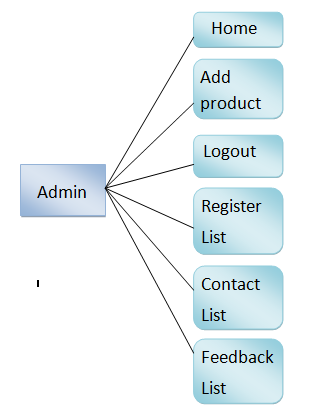 Home
Add
product
Logout
Admin
Register
List
Contact
List
Feedback
List